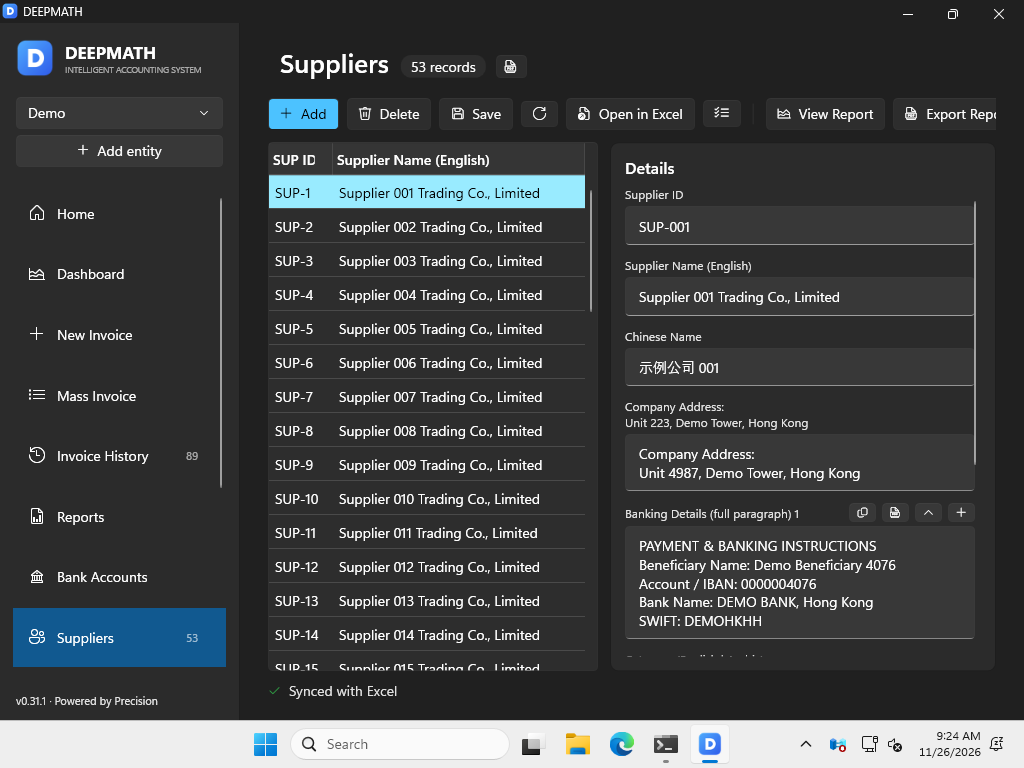 DEEPMATH
DEEPMATH
INTELLIGENT ACCOUNTING SYSTEM
Demo
Add entity
Home
Dashboard
New Invoice
Mass Invoice
Invoice History 89
Reports
Bank Accounts
Suppliers 53
v0.31.1 · Powered by Precision
Suppliers 53 records
Add Delete Save Open in Excel View Report Export Repo
SUP ID Supplier Name (English)
SUP-1 Supplier 001 Trading Co., Limited
SUP-2 Supplier 002 Trading Co., Limited
SUP-3 Supplier 003 Trading Co., Limited
SUP-4 Supplier 004 Trading Co., Limited
SUP-5 Supplier 005 Trading Co., Limited
SUP-6 Supplier 006 Trading Co., Limited
SUP-7 Supplier 007 Trading Co., Limited
SUP-8 Supplier 008 Trading Co., Limited
SUP-9 Supplier 009 Trading Co., Limited
SUP-10 Supplier 010 Trading Co., Limited
SUP-11 Supplier 011 Trading Co., Limited
SUP-12 Supplier 012 Trading Co., Limited
SUP-13 Supplier 013 Trading Co., Limited
SUP-14 Supplier 014 Trading Co., Limited
SUP-15 Supplier 015 Trading Co., Limited
Synced with Excel
Details
Supplier ID
SUP-001
Supplier Name (English)
Supplier 001 Trading Co., Limited
Chinese Name
示例公司 001
Company Address:
Unit 223, Demo Tower, Hong Kong
Company Address:
Unit 4987, Demo Tower, Hong Kong
Banking Details (full paragraph) 1
PAYMENT & BANKING INSTRUCTIONS
Beneficiary Name: Demo Beneficiary 4076
Account / IBAN: 0000004076
Bank Name: DEMO BANK, Hong Kong
SWIFT: DEMOHKHH
Search
9:24 AM
11/26/2026